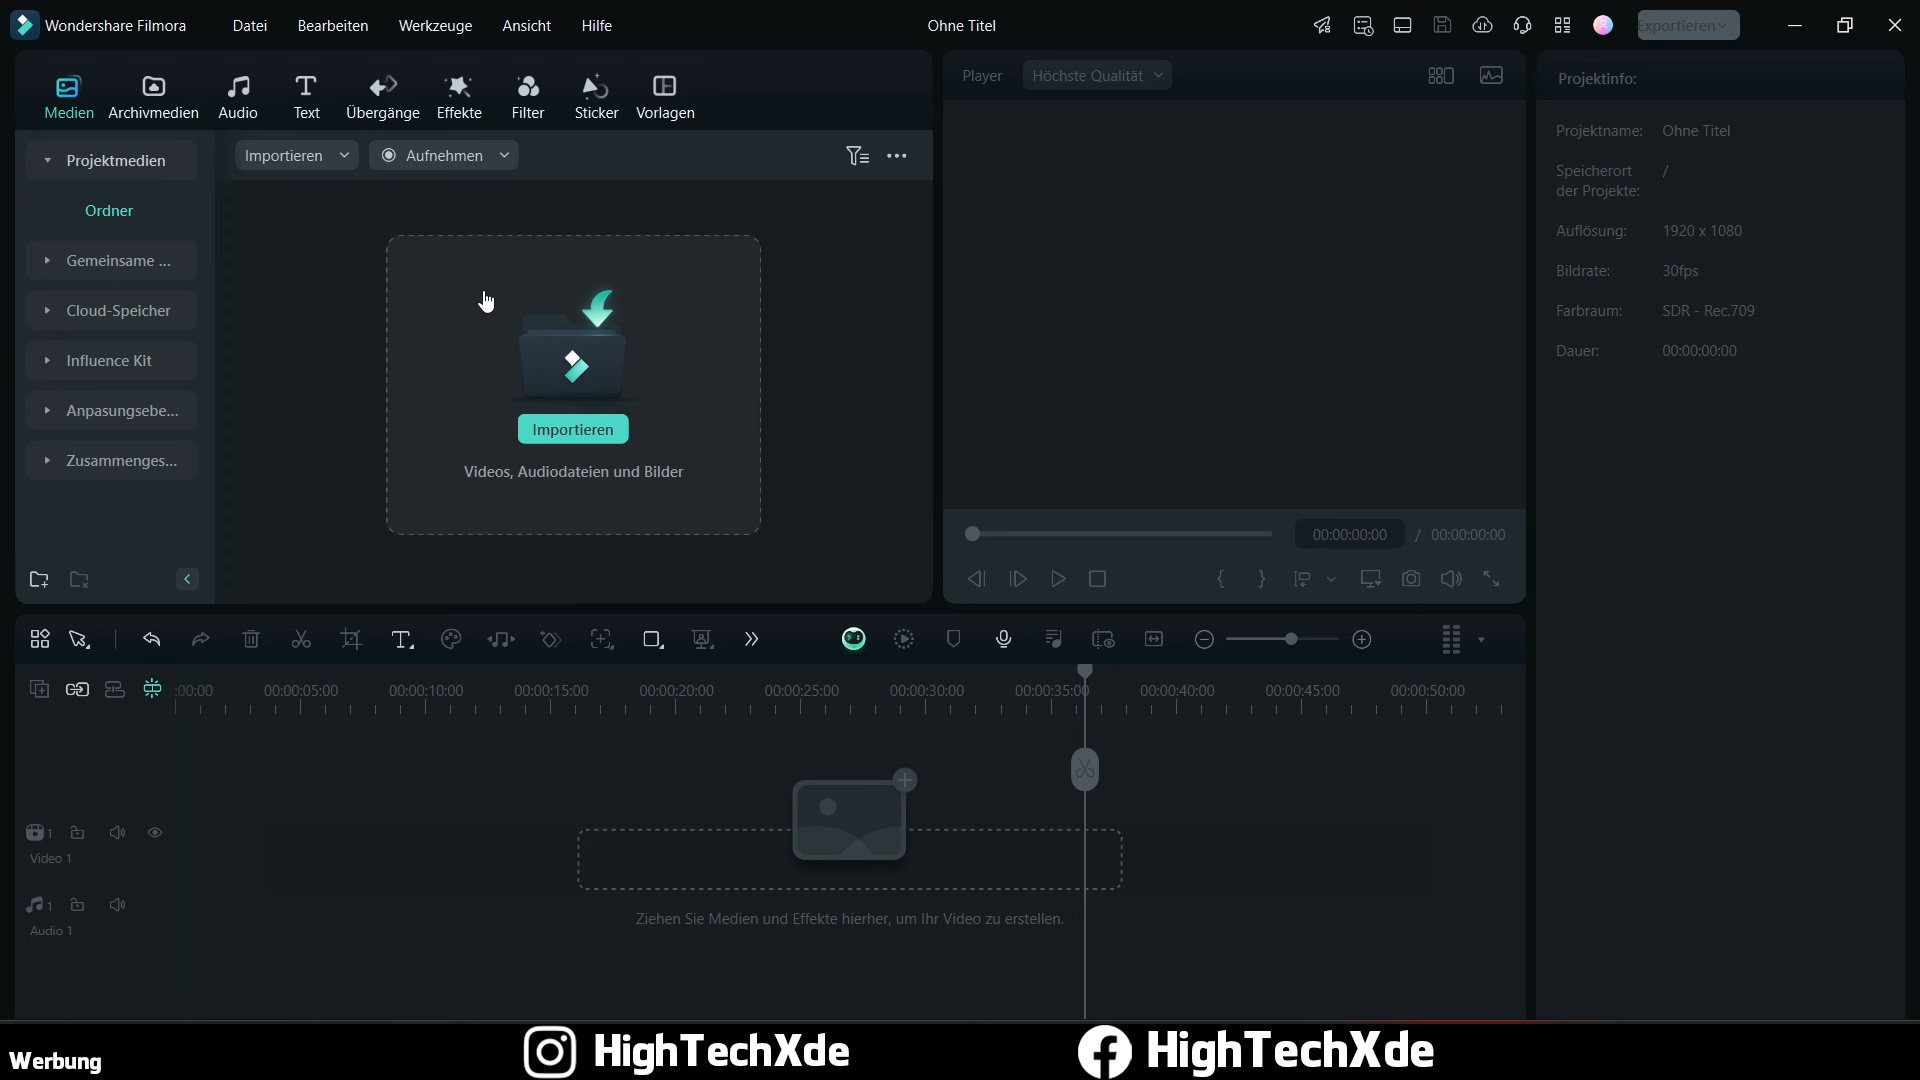 Wondershare Filmora
Datei
Bearbeiten
Werkzeuge
Ansicht
Hilfe
Ohne Titel
Exportieren
Medien
Archivmedien
Audio
Text
Übergänge
Effekte
Filter
Sticker
Vorlagen
Player
Höchste Qualität
Projektinfo:
Projektmedien
Ordner
Gemeinsame ...
Cloud-Speicher
Influence Kit
Anpasungsebe...
Zusammenges...
Importieren
Aufnehmen
Importieren
Videos, Audiodateien und Bilder
Projektname: Ohne Titel
Speicherort der Projekte: /
Auflösung: 1920 x 1080
Bildrate: 30fps
Farbraum: SDR - Rec.709
Dauer: 00:00:00:00
00:00:00:00 / 00:00:00:00
:00:00 00:00:05:00 00:00:10:00 00:00:15:00 00:00:20:00 00:00:25:00 00:00:30:00 00:00:35:00 00:00:40:00 00:00:45:00 00:00:50:00
1
Video 1
1
Audio 1
Ziehen Sie Medien und Effekte hierher, um Ihr Video zu erstellen.
Werbung
HighTechXde
HighTechXde